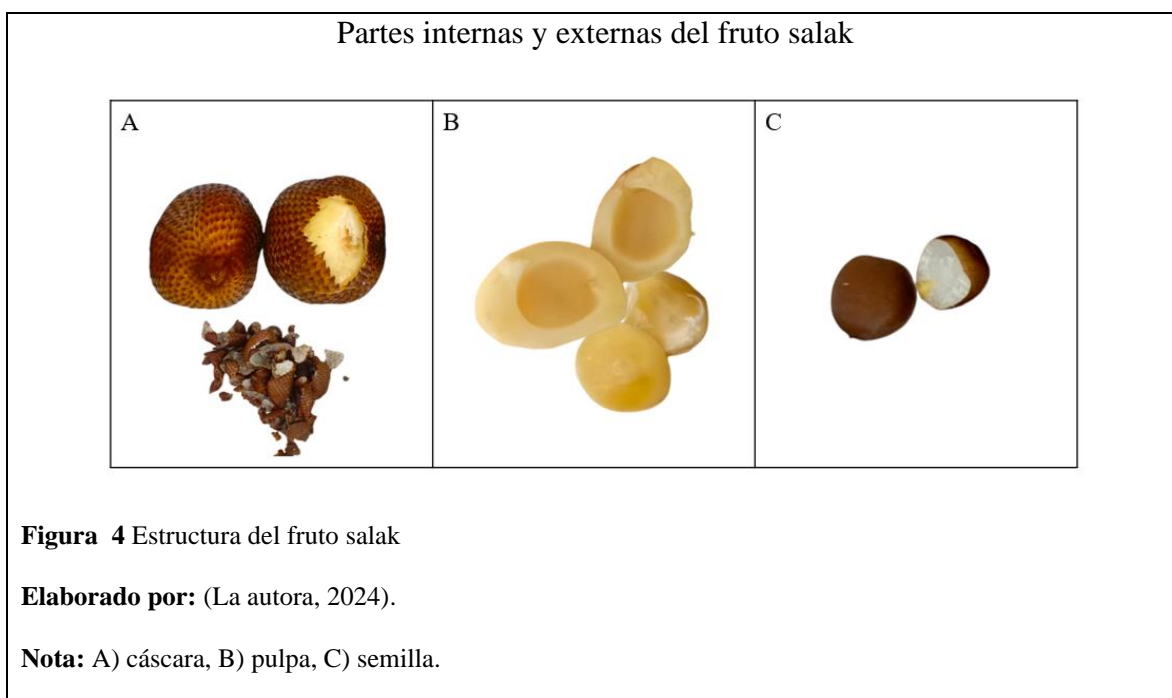 Partes internas y externas del fruto salak
A
B
C
Figura 4 Estructura del fruto salak
Elaborado por: (La autora, 2024).
Nota: A) cáscara, B) pulpa, C) semilla.